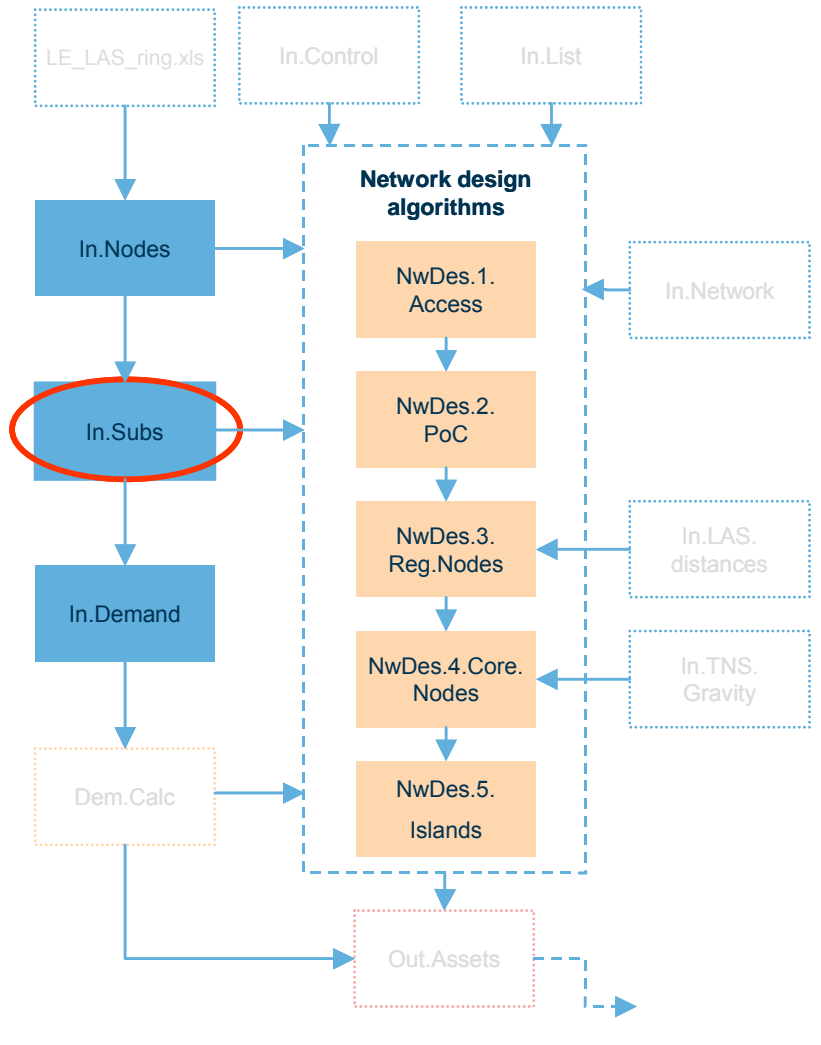 LE_LAS_ring.xls
In.Control
In.List
Network design
algorithms
In.Nodes
NwDes.1.
Access
In.Network
In.Subs
NwDes.2.
PoC
NwDes.3.
Reg.Nodes
In.LAS.
distances
In.Demand
NwDes.4.Core.
Nodes
In.TNS.
Gravity
Dem.Calc
NwDes.5.
Islands
Out.Assets